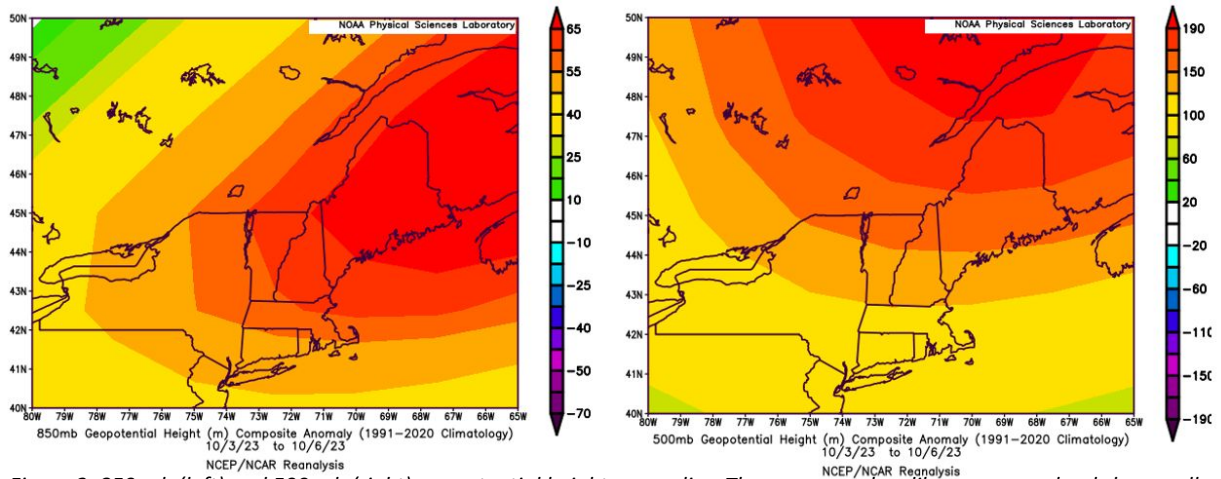 NOAA Physical Sciences Laboratory
50N
49N
48N
47N
46N
45N
44N
43N
42N
41N
40N
80W 79W 78W 77W 76W 75W 74W 73W 72W 71W 70W 69W 68W 67W 66W 65W
65
55
40
25
10
-10
-25
-40
-50
-70
850mb Geopotential Height (m) Composite Anomaly (1991-2020 Climatology)
10/3/23 to 10/6/23
NCEP/NCAR Reanalysis
NOAA Physical Sciences Laboratory
50N
49N
48N
47N
46N
45N
44N
43N
42N
41N
40N
80W 79W 78W 77W 76W 75W 74W 73W 72W 71W 70W 69W 68W 67W 66W 65W
190
150
100
60
20
-20
-60
-110
-150
-190
500mb Geopotential Height (m) Composite Anomaly (1991-2020 Climatology)
10/3/23 to 10/6/23
NCEP/NCAR Reanalysis